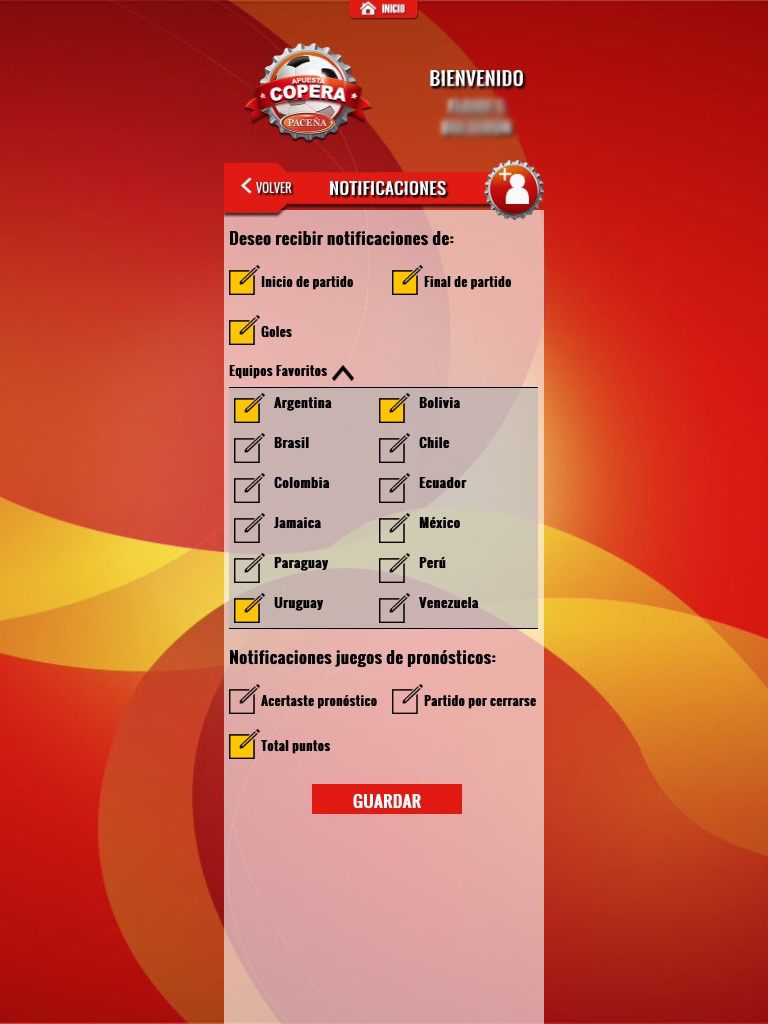 INICIO
APUESTA
COPERA
PACEÑA
BIENVENIDO
VOLVER
NOTIFICACIONES
Deseo recibir notificaciones de:
Inicio de partido Final de partido
Goles
Equipos Favoritos
Argentina Bolivia
Brasil Chile
Colombia Ecuador
Jamaica México
Paraguay Perú
Uruguay Venezuela
Notificaciones juegos de pronósticos:
Acertaste pronóstico Partido por cerrarse
Total puntos
GUARDAR